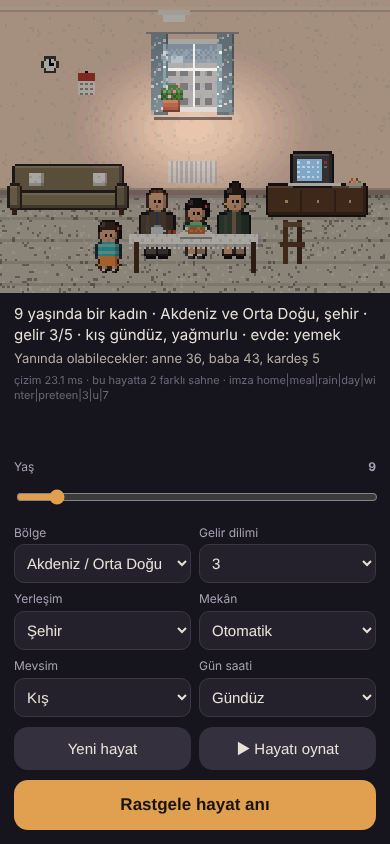 9 yaşında bir kadın · Akdeniz ve Orta Doğu, şehir ·
gelir 3/5 · kış gündüz, yağmurlu · evde: yemek
Yanında olabilecekler: anne 36, baba 43, kardeş 5
çizim 23.1 ms · bu hayatta 2 farklı sahne · imza home|meal|rain|day|wi
nter|preteen|3|u|7
Yaş 9
Bölge Gelir dilimi
Akdeniz / Orta Doğu 3
Yerleşim Mekân
Şehir Otomatik
Mevsim Gün saati
Kış Gündüz
Yeni hayat ▶ Hayatı oynat
Rastgele hayat anı